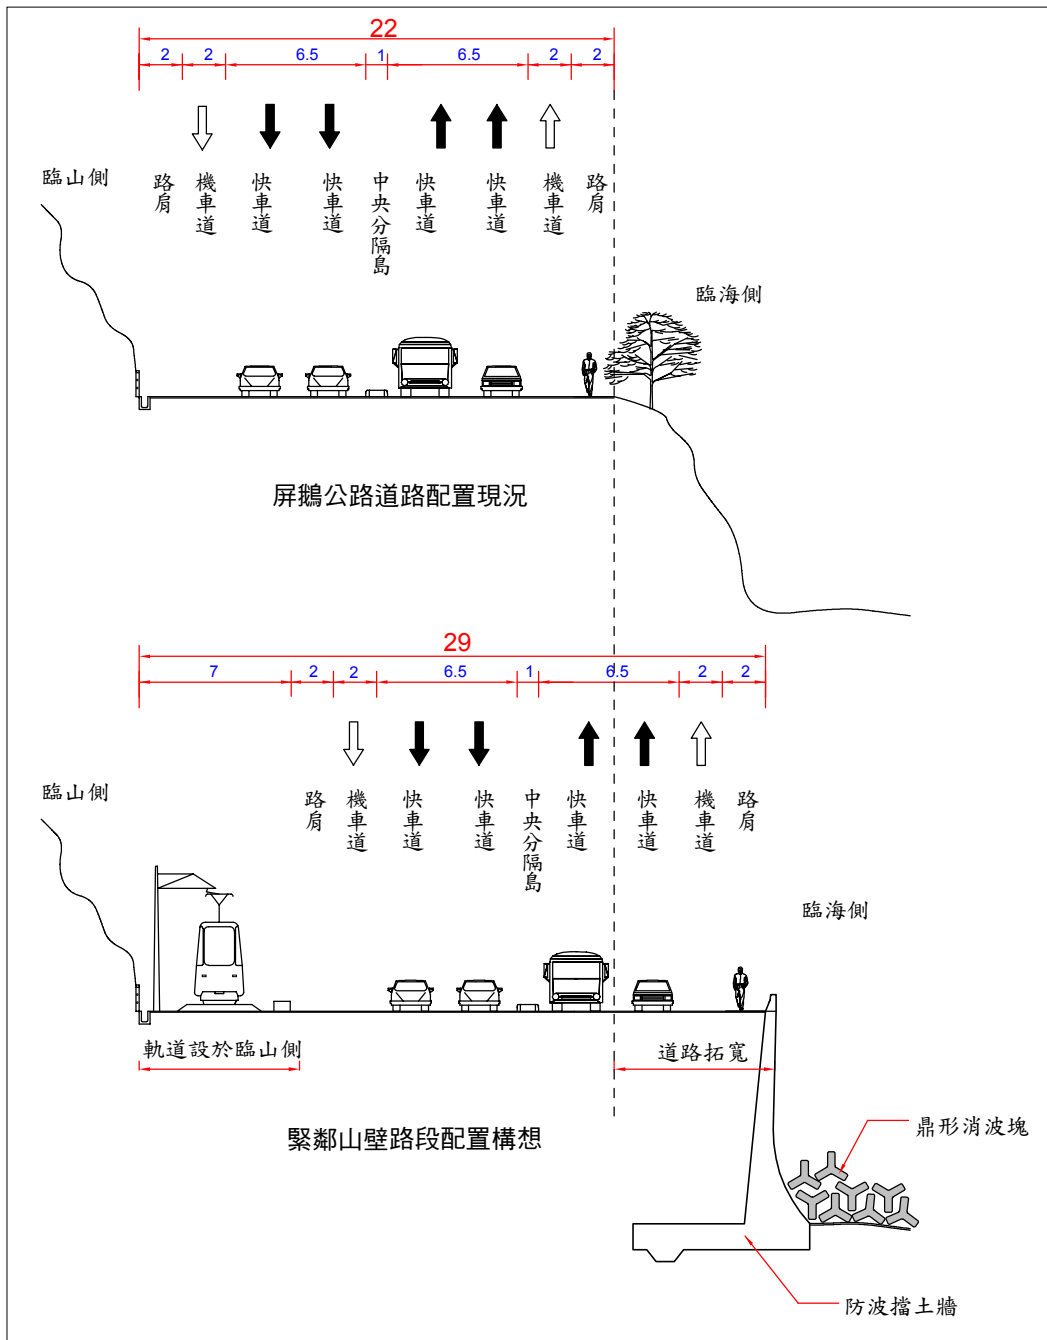 22
2 2 6.5 1 6.5 2 2
臨山側
路肩
機車道
快車道
快車道
中央分隔島
快車道
快車道
機車道
路肩
臨海側
屏鵝公路道路配置現況
29
7 2 2 6.5 1 6.5 2 2
臨山側
路肩
機車道
快車道
快車道
中央分隔島
快車道
快車道
機車道
路肩
臨海側
軌道設於臨山側
道路拓寬
緊鄰山壁路段配置構想
鼎形消波塊
防波擋土牆